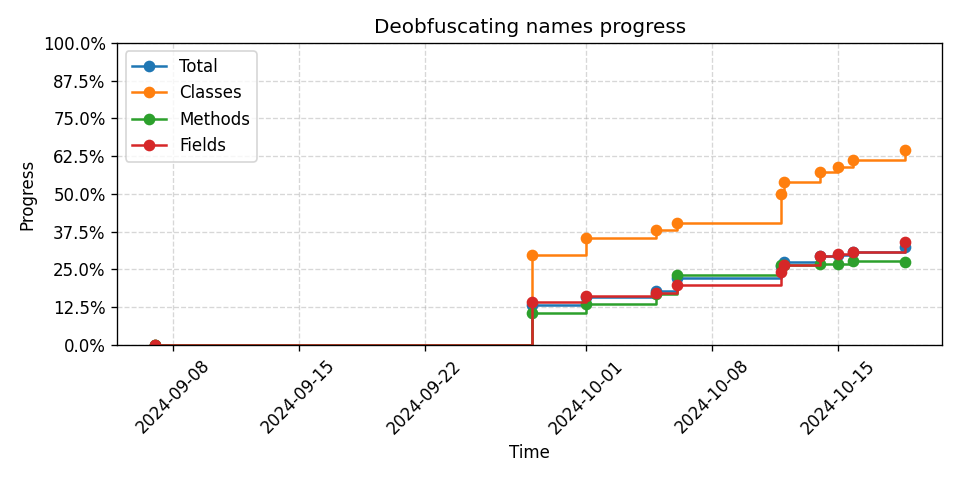 Deobfuscating names progress
100.0%
87.5%
75.0%
62.5%
50.0%
37.5%
25.0%
12.5%
0.0%
Progress
Total
Classes
Methods
Fields
2024-09-08
2024-09-15
2024-09-22
2024-10-01
2024-10-08
2024-10-15
Time